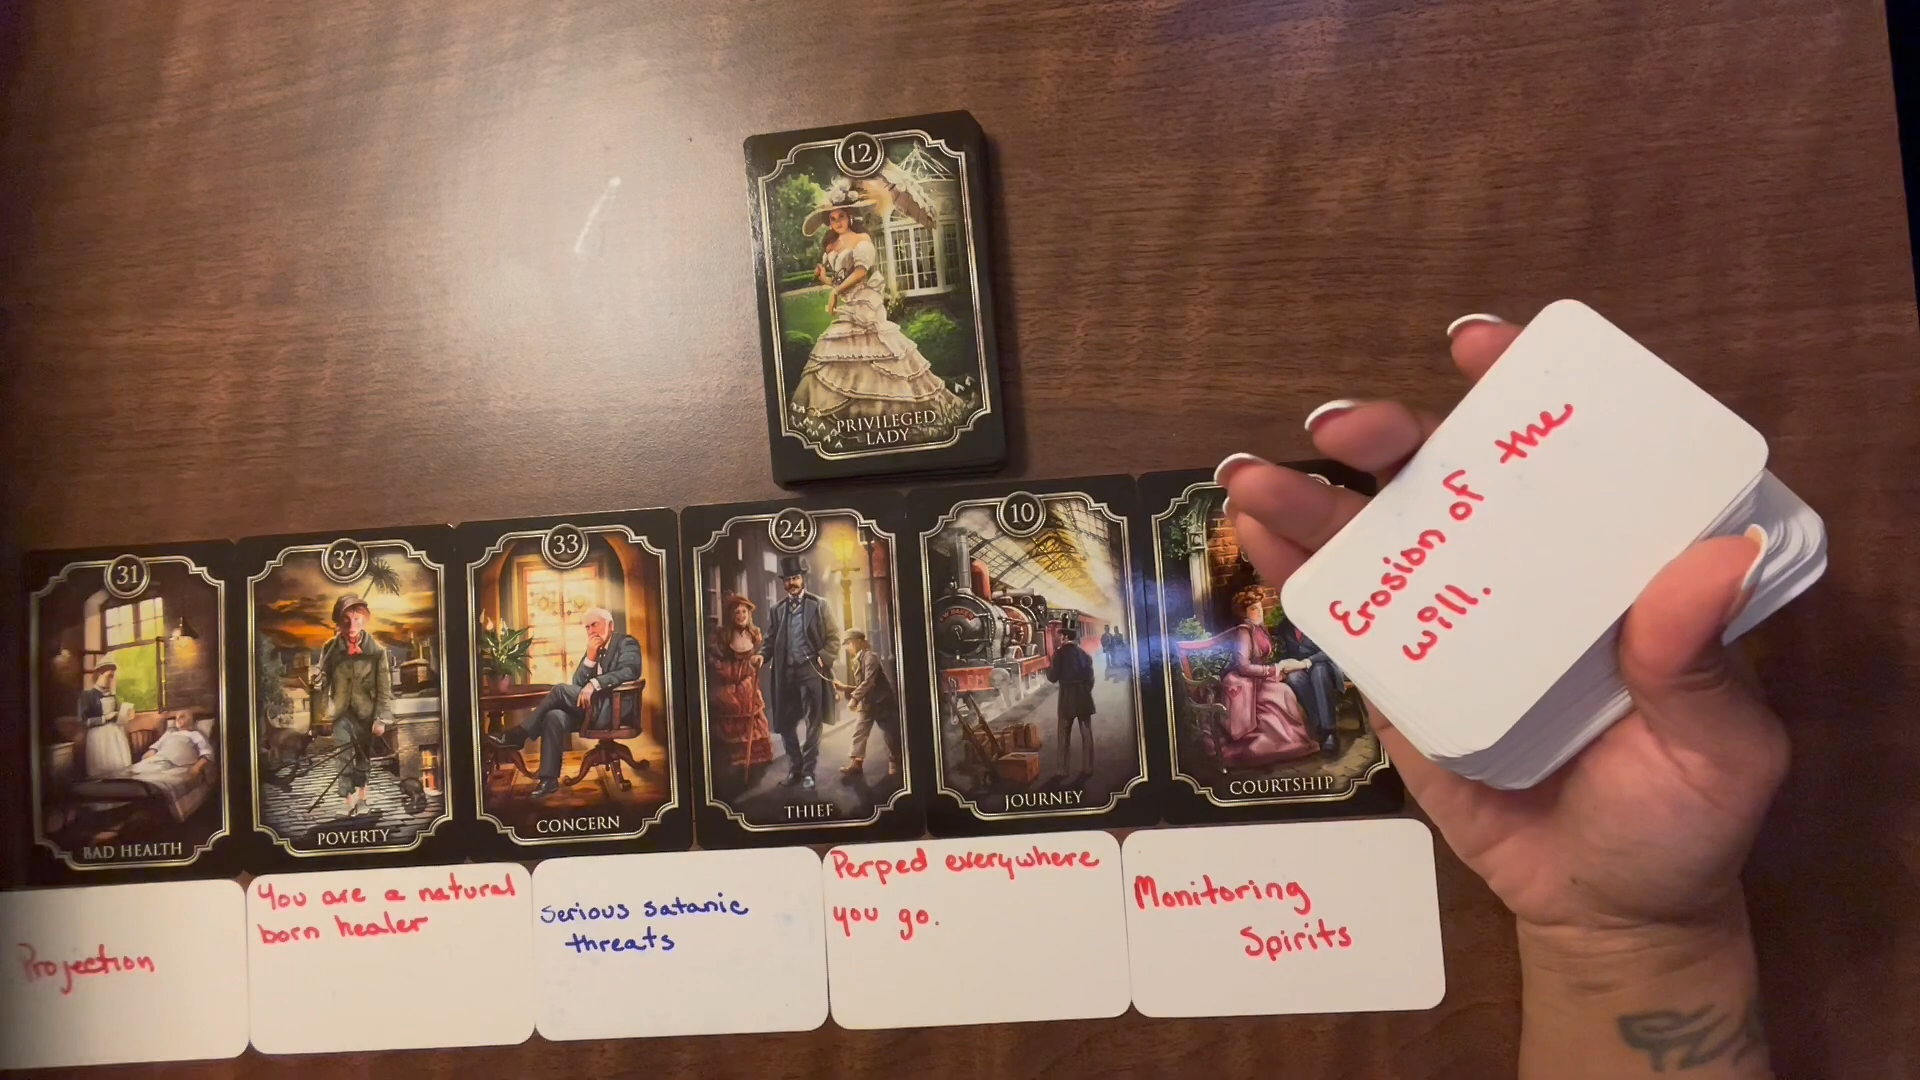 12
PRIVILEGED
LADY
Erosion of the
will.
31
BAD HEALTH
37
POVERTY
33
CONCERN
24
THIEF
10
JOURNEY
COURTSHIP
Projection
You are a natural
born healer
Serious satanic
threats
Perped everywhere
you go.
Monitoring
Spirits